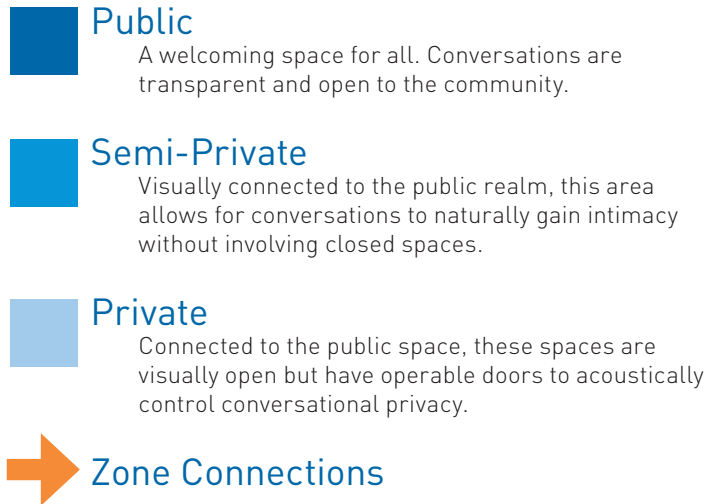 Public
A welcoming space for all. Conversations are
transparent and open to the community.
Semi-Private
Visually connected to the public realm, this area
allows for conversations to naturally gain intimacy
without involving closed spaces.
Private
Connected to the public space, these spaces are
visually open but have operable doors to acoustically
control conversational privacy.
Zone Connections